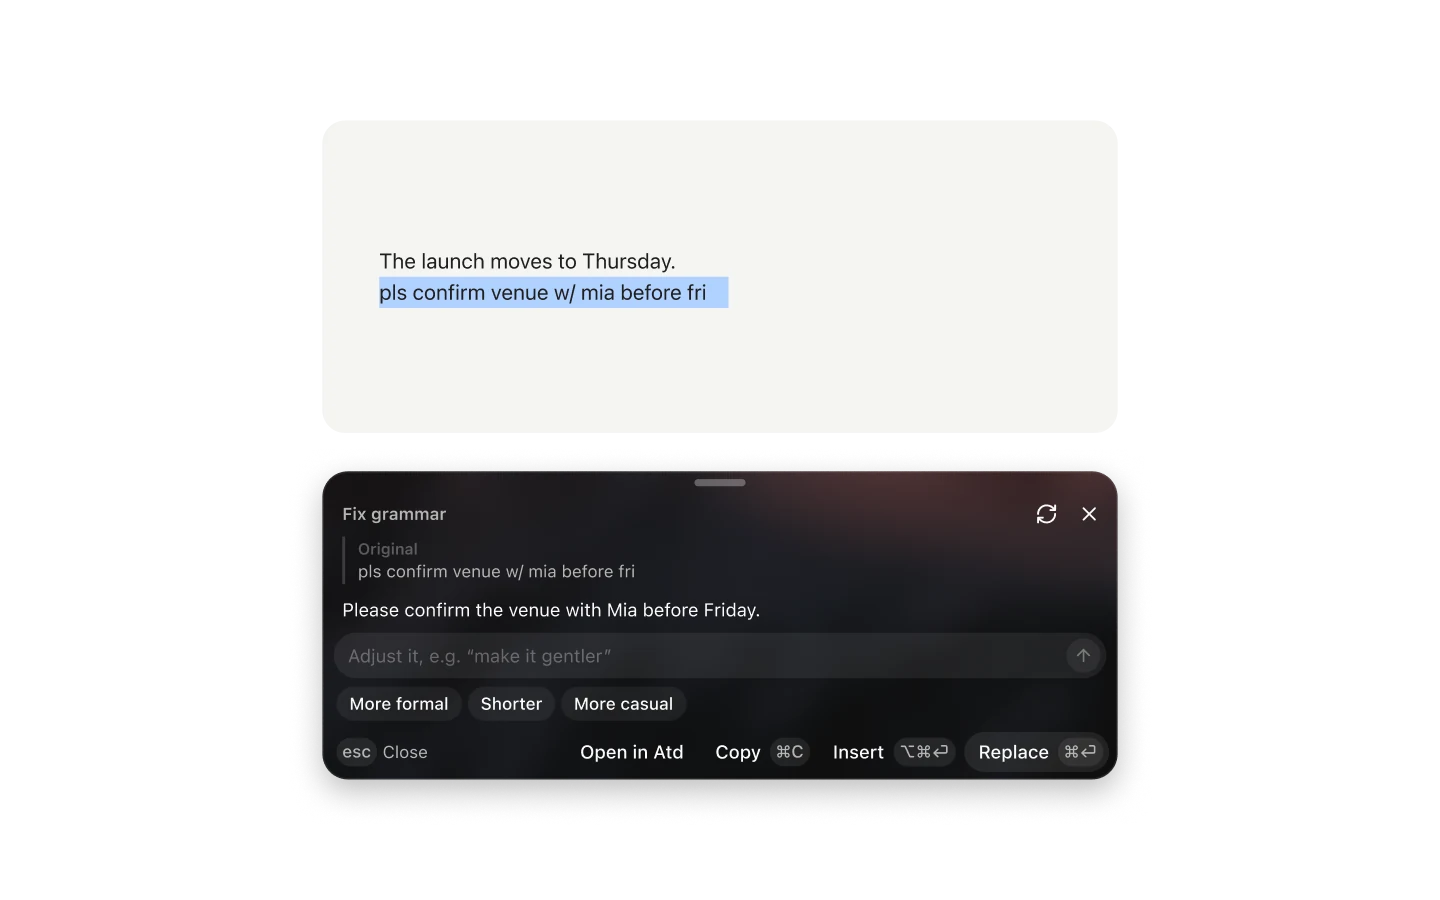 The launch moves to Thursday.
pls confirm venue w/ mia before fri
Fix grammar
Original
pls confirm venue w/ mia before fri
Please confirm the venue with Mia before Friday.
Adjust it, e.g. “make it gentler”
More formal Shorter More casual
esc Close Open in Atd Copy ⌘C Insert ⌥⌘⏎ Replace ⌘⏎